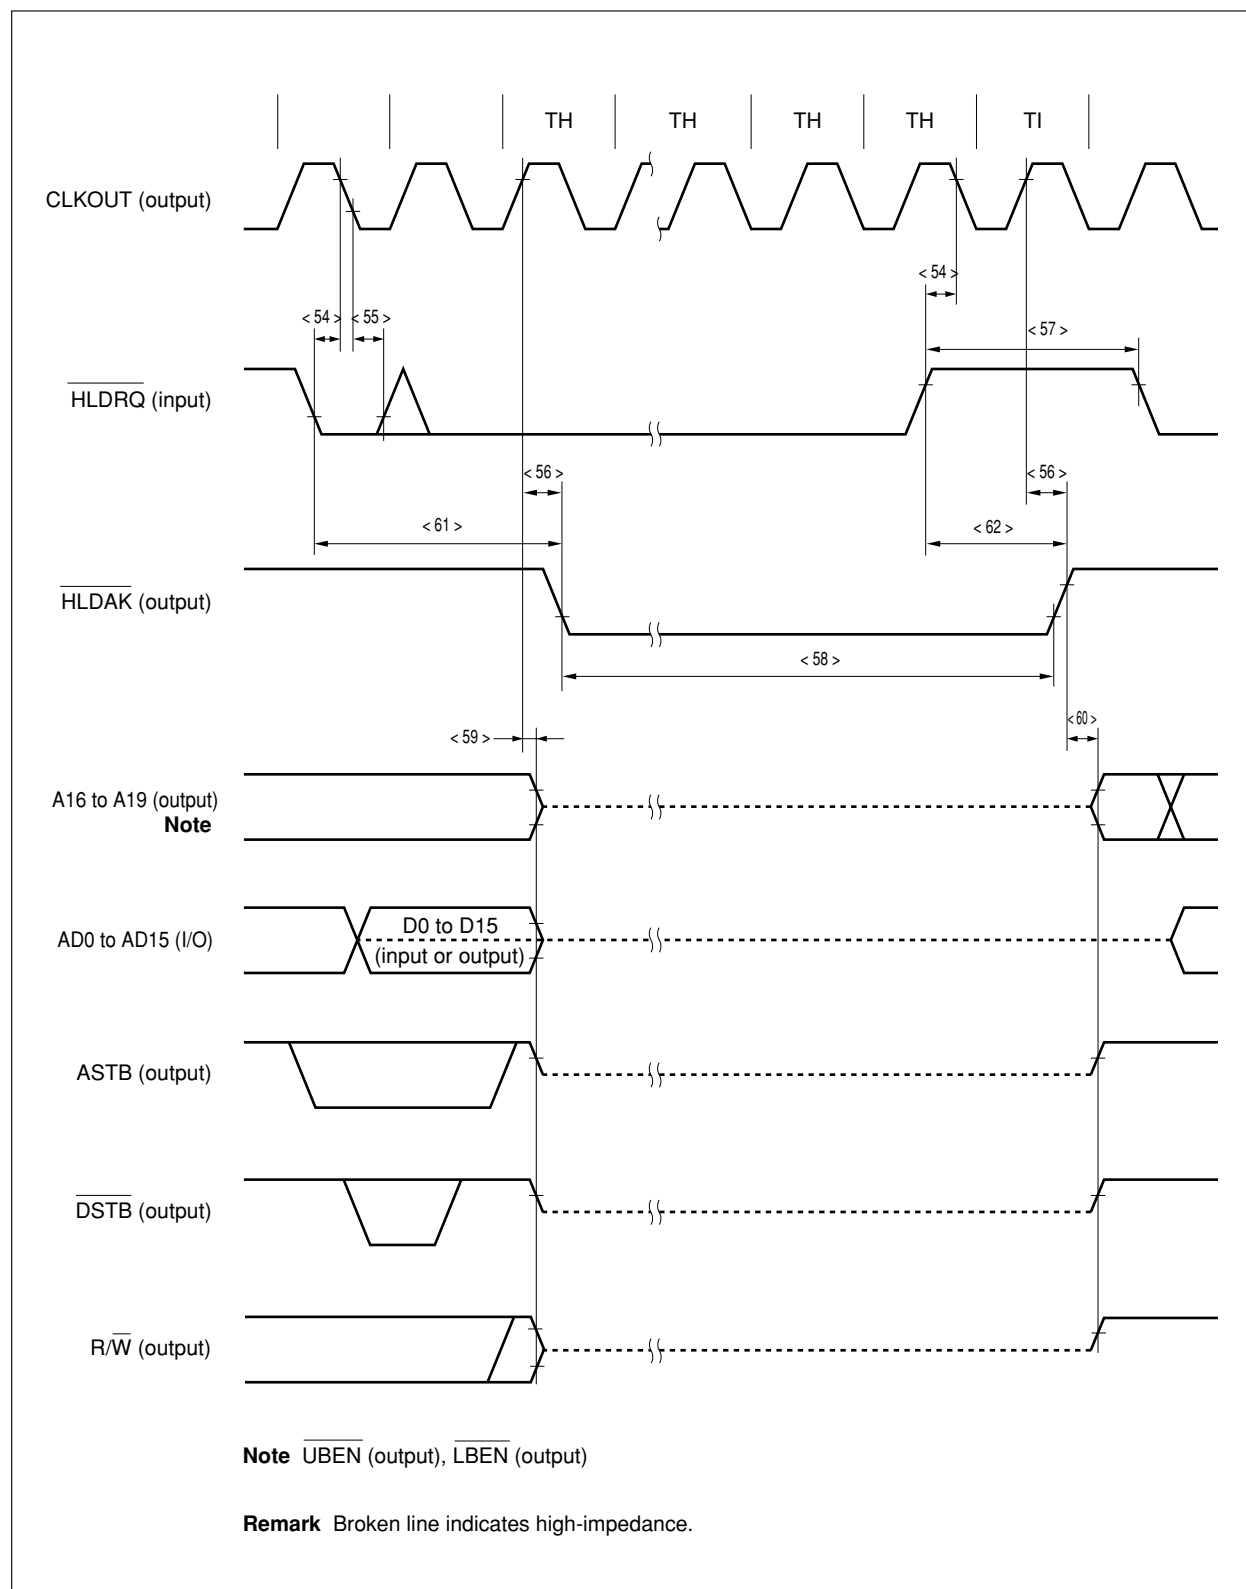 TH TH TH TH TI
CLKOUT (output)
< 54 >
< 54 > < 55 >
< 57 >
HLDRQ (input)
< 56 > < 56 >
< 61 > < 62 >
HLDAK (output)
< 58 >
< 60 >
< 59 >
A16 to A19 (output)
Note
D0 to D15
AD0 to AD15 (I/O)
(input or output)
ASTB (output)
DSTB (output)
R/W (output)
Note UBEN (output), LBEN (output)
Remark Broken line indicates high-impedance.